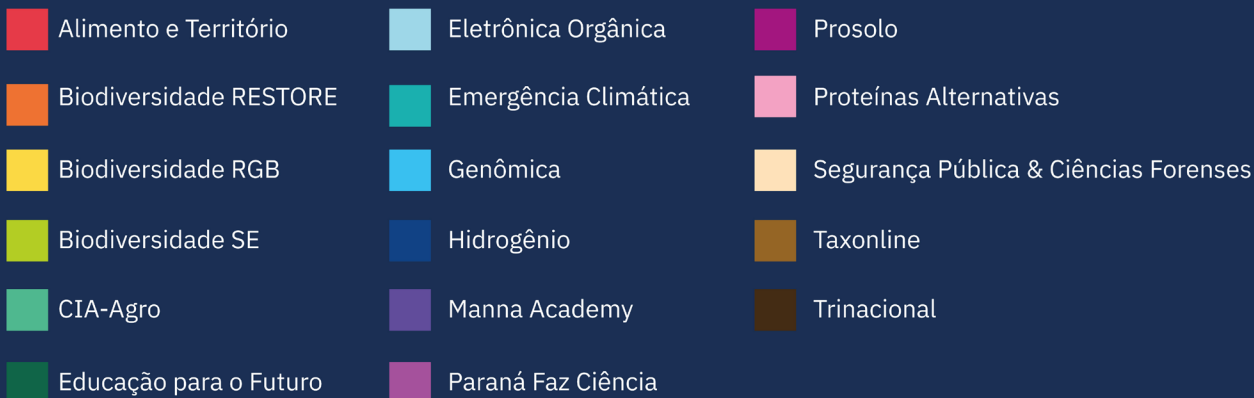 Alimento e Território
Biodiversidade RESTORE
Biodiversidade RGB
Biodiversidade SE
CIA-Agro
Educação para o Futuro
Eletrônica Orgânica
Emergência Climática
Genômica
Hidrogênio
Manna Academy
Paraná Faz Ciência
Prosolo
Proteínas Alternativas
Segurança Pública & Ciências Forenses
Taxonline
Trinacional